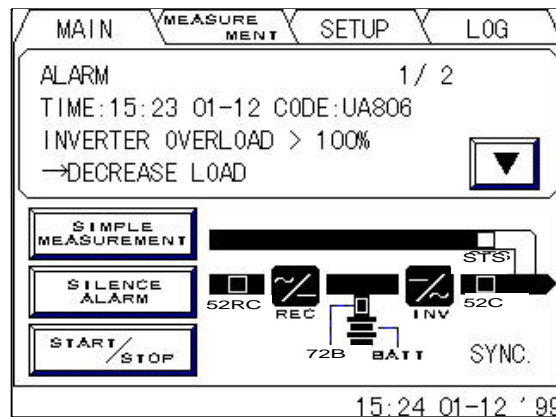 MAIN
MEASURE
MENT
SETUP
LOG
ALARM 1/ 2
TIME:15:23 01-12 CODE:UA806
INVERTER OVERLOAD > 100%
→DECREASE LOAD
SIMPLE
MEASUREMENT
STS
SILENCE
ALARM
52RC
REC
INV
52C
START/STOP
72B
BATT
SYNC.
15:24 01-12 '99